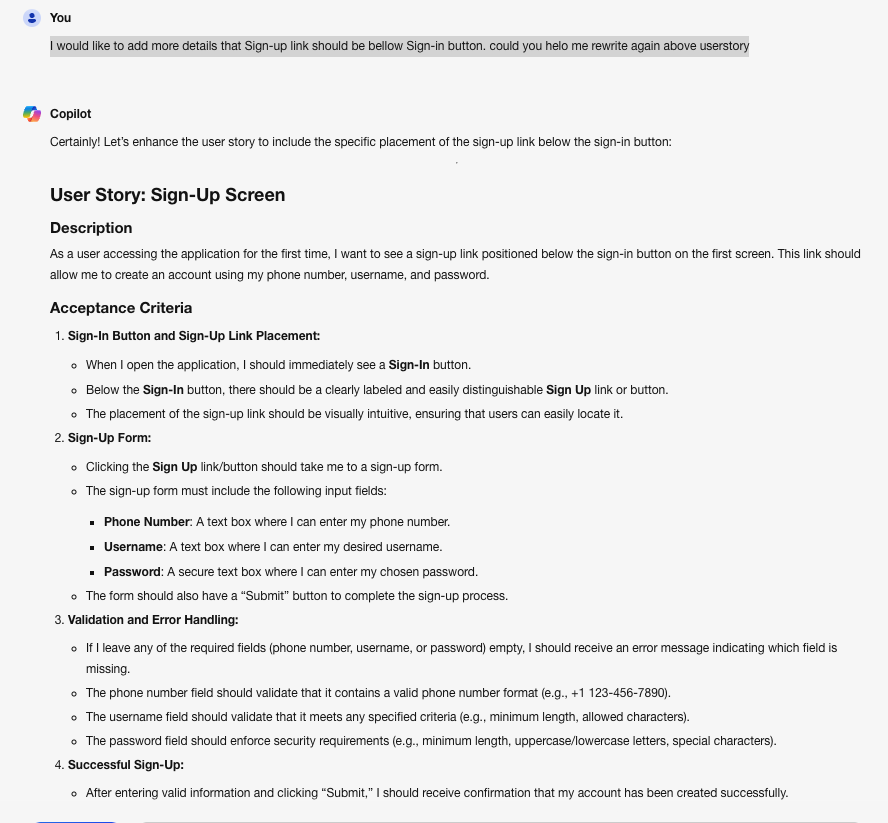 You
I would like to add more details that Sign-up link should be bellow Sign-in button. could you helo me rewrite again above userstory
Copilot
Certainly! Let’s enhance the user story to include the specific placement of the sign-up link below the sign-in button:
User Story: Sign-Up Screen
Description
As a user accessing the application for the first time, I want to see a sign-up link positioned below the sign-in button on the first screen. This link should
allow me to create an account using my phone number, username, and password.
Acceptance Criteria
1. Sign-In Button and Sign-Up Link Placement:
◦ When I open the application, I should immediately see a Sign-In button.
◦ Below the Sign-In button, there should be a clearly labeled and easily distinguishable Sign Up link or button.
◦ The placement of the sign-up link should be visually intuitive, ensuring that users can easily locate it.
2. Sign-Up Form:
◦ Clicking the Sign Up link/button should take me to a sign-up form.
◦ The sign-up form must include the following input fields:
▪ Phone Number: A text box where I can enter my phone number.
▪ Username: A text box where I can enter my desired username.
▪ Password: A secure text box where I can enter my chosen password.
◦ The form should also have a “Submit” button to complete the sign-up process.
3. Validation and Error Handling:
◦ If I leave any of the required fields (phone number, username, or password) empty, I should receive an error message indicating which field is
missing.
◦ The phone number field should validate that it contains a valid phone number format (e.g., +1 123-456-7890).
◦ The username field should validate that it meets any specified criteria (e.g., minimum length, allowed characters).
◦ The password field should enforce security requirements (e.g., minimum length, uppercase/lowercase letters, special characters).
4. Successful Sign-Up:
◦ After entering valid information and clicking “Submit,” I should receive confirmation that my account has been created successfully.